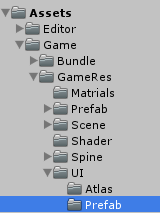 Assets
Editor
Game
Bundle
GameRes
Matrials
Prefab
Scene
Shader
Spine
UI
Atlas
Prefab